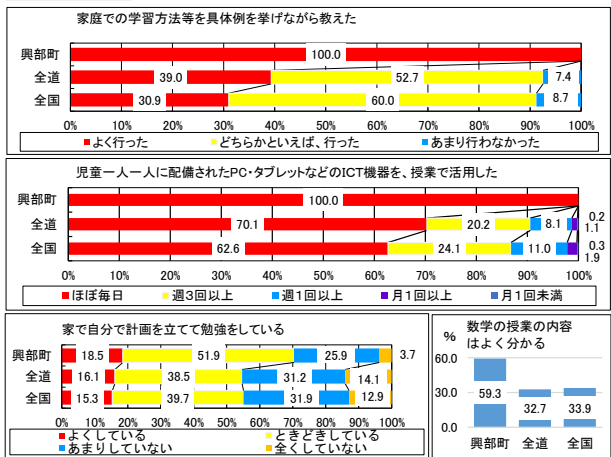 家庭での学習方法等を具体例を挙げながら教えた
興部町 100.0
全道 39.0 52.7 7.4
全国 30.9 60.0 8.7
0% 10% 20% 30% 40% 50% 60% 70% 80% 90% 100%
よく行った どちらかといえば、行った あまり行わなかった
児童一人一人に配備されたPC・タブレットなどのICT機器を、授業で活用した
興部町 100.0
全道 70.1 20.2 8.1 1.1 0.2
全国 62.6 24.1 11.0 1.9 0.3
0% 10% 20% 30% 40% 50% 60% 70% 80% 90% 100%
ほぼ毎日 週3回以上 週1回以上 月1回以上 月1回未満
家で自分で計画を立てて勉強をしている
興部町 18.5 51.9 25.9 3.7
全道 16.1 38.5 31.2 14.1
全国 15.3 39.7 31.9 12.9
0% 10% 20% 30% 40% 50% 60% 70% 80% 90% 100%
よくしている ときどきしている
あまりしていない 全くしていない
数学の授業の内容
はよく分かる
%
60.0
30.0
0.0
59.3 32.7 33.9
興部町 全道 全国